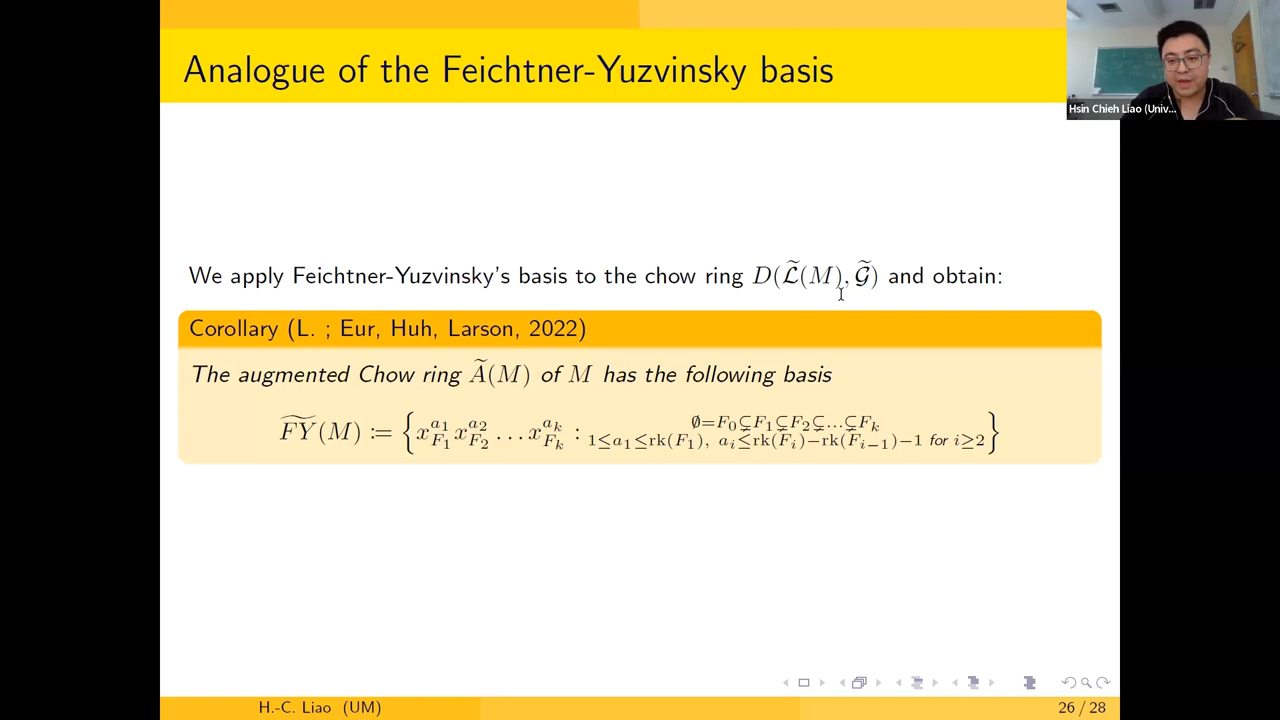 Analogue of the Feichtner-Yuzvinsky basis
Hsin Chieh Liao (Univ...
We apply Feichtner-Yuzvinsky's basis to the chow ring D(ℒ̃(M), 𝒢̃) and obtain:
Corollary (L. ; Eur, Huh, Larson, 2022)
The augmented Chow ring Ã(M) of M has the following basis
F̃Y(M) ≔ { x_{F_1}^{a_1} x_{F_2}^{a_2} … x_{F_k}^{a_k} : ∅=F_0⊊F_1⊊F_2⊊…⊊F_k
1≤a_1≤rk(F_1), a_i≤rk(F_i)−rk(F_{i−1})−1 for i≥2 }
H.-C. Liao (UM)
26 / 28